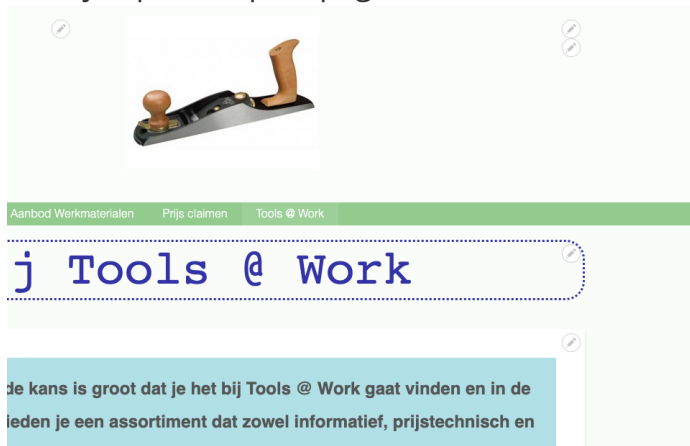 Aanbod Werkmaterialen Prijs claimen Tools @ Work
j Tools @ Work
de kans is groot dat je het bij Tools @ Work gaat vinden en in de
ieden je een assortiment dat zowel informatief, prijstechnisch en